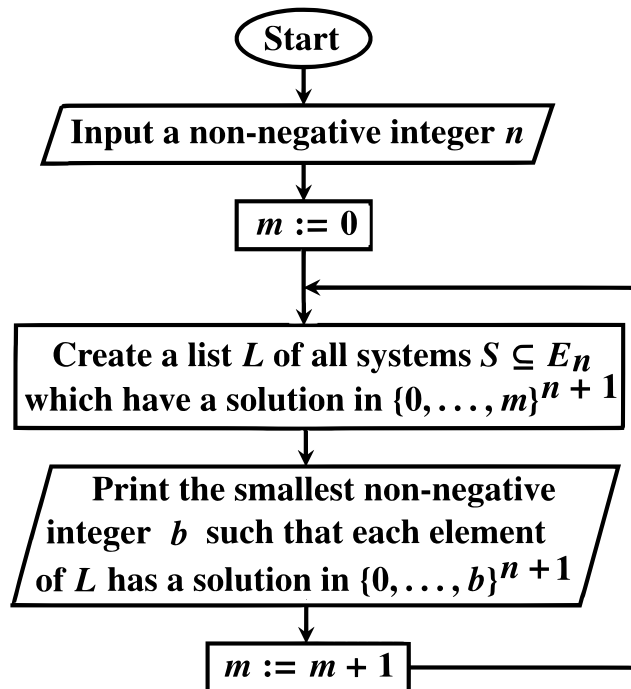 Start
Input a non-negative integer n
m := 0
Create a list L of all systems S ⊆ Eₙ
which have a solution in {0, . . . , m}ⁿ ⁺ ¹
Print the smallest non-negative
integer b such that each element
of L has a solution in {0, . . . , b}ⁿ ⁺ ¹
m := m + 1